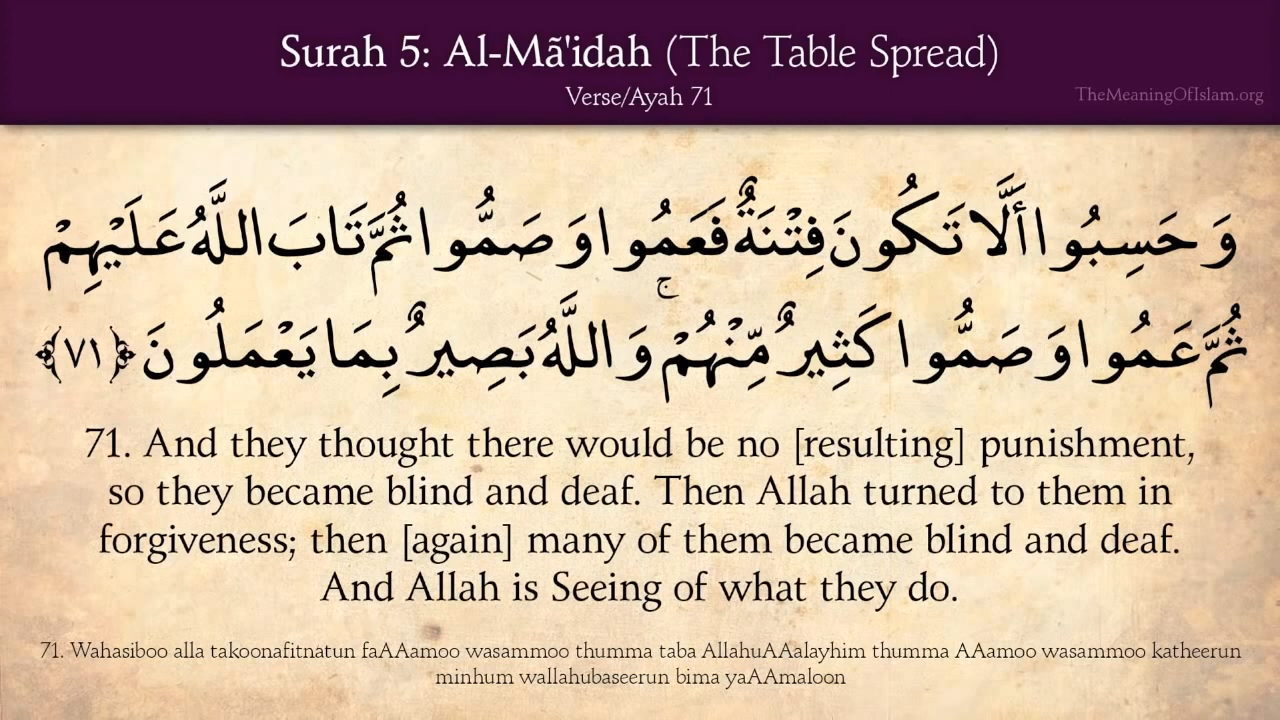 Surah 5: Al-Mã'idah (The Table Spread)
Verse/Ayah 71
TheMeaningOfIslam.org
وَحَسِبُوا أَلَّا تَكُونَ فِتْنَةٌ فَعَمُوا وَصَمُّوا ثُمَّ تَابَ اللَّهُ عَلَيْهِمْ
ثُمَّ عَمُوا وَصَمُّوا كَثِيرٌ مِّنْهُمْ ۚ وَاللَّهُ بَصِيرٌ بِمَا يَعْمَلُونَ ﴿٧١﴾
71. And they thought there would be no [resulting] punishment,
so they became blind and deaf. Then Allah turned to them in
forgiveness; then [again] many of them became blind and deaf.
And Allah is Seeing of what they do.
71. Wahasiboo alla takoonafitnatun faAAamoo wasammoo thumma taba AllahuAAalayhim thumma AAamoo wasammoo katheerun
minhum wallahubaseerun bima yaAAmaloon